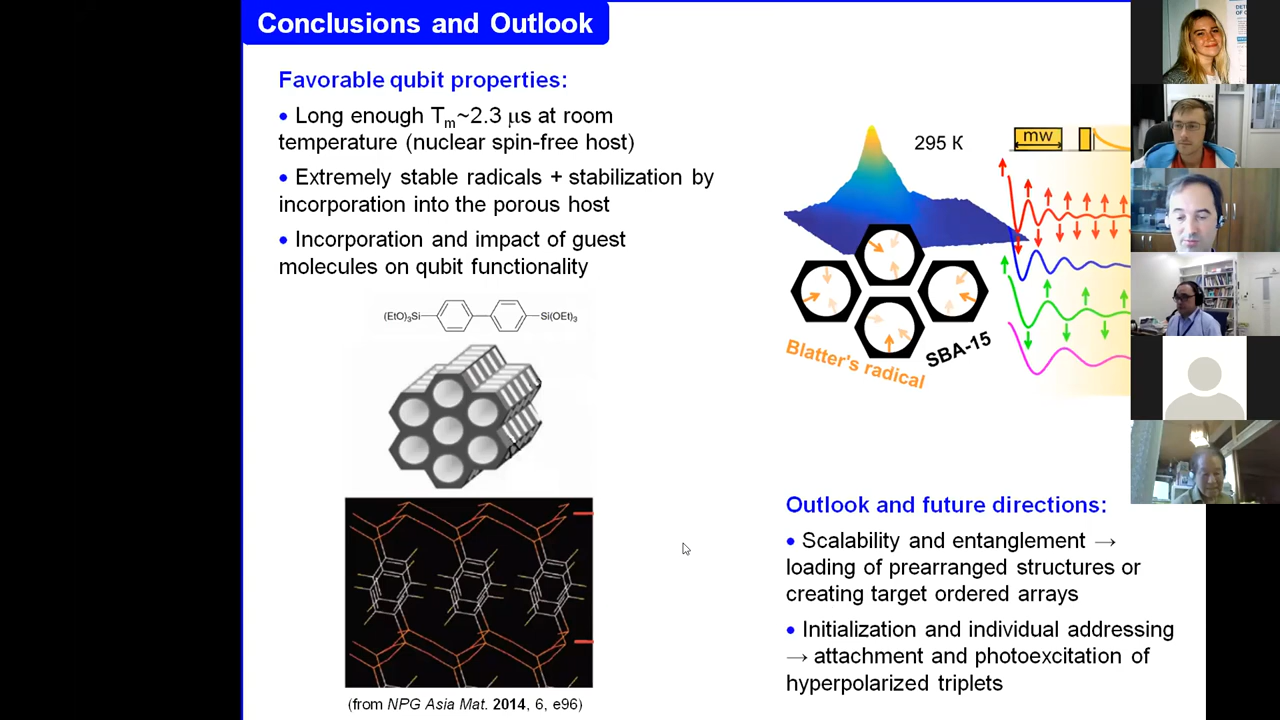 Conclusions and Outlook
Favorable qubit properties:
• Long enough Tm~2.3 μs at room
temperature (nuclear spin-free host)
• Extremely stable radicals + stabilization by
incorporation into the porous host
• Incorporation and impact of guest
molecules on qubit functionality
(EtO)3Si
Si(OEt)3
(from NPG Asia Mat. 2014, 6, e96)
295 K
mw
Blatter's radical
SBA-15
Outlook and future directions:
• Scalability and entanglement →
loading of prearranged structures or
creating target ordered arrays
• Initialization and individual addressing
→ attachment and photoexcitation of
hyperpolarized triplets